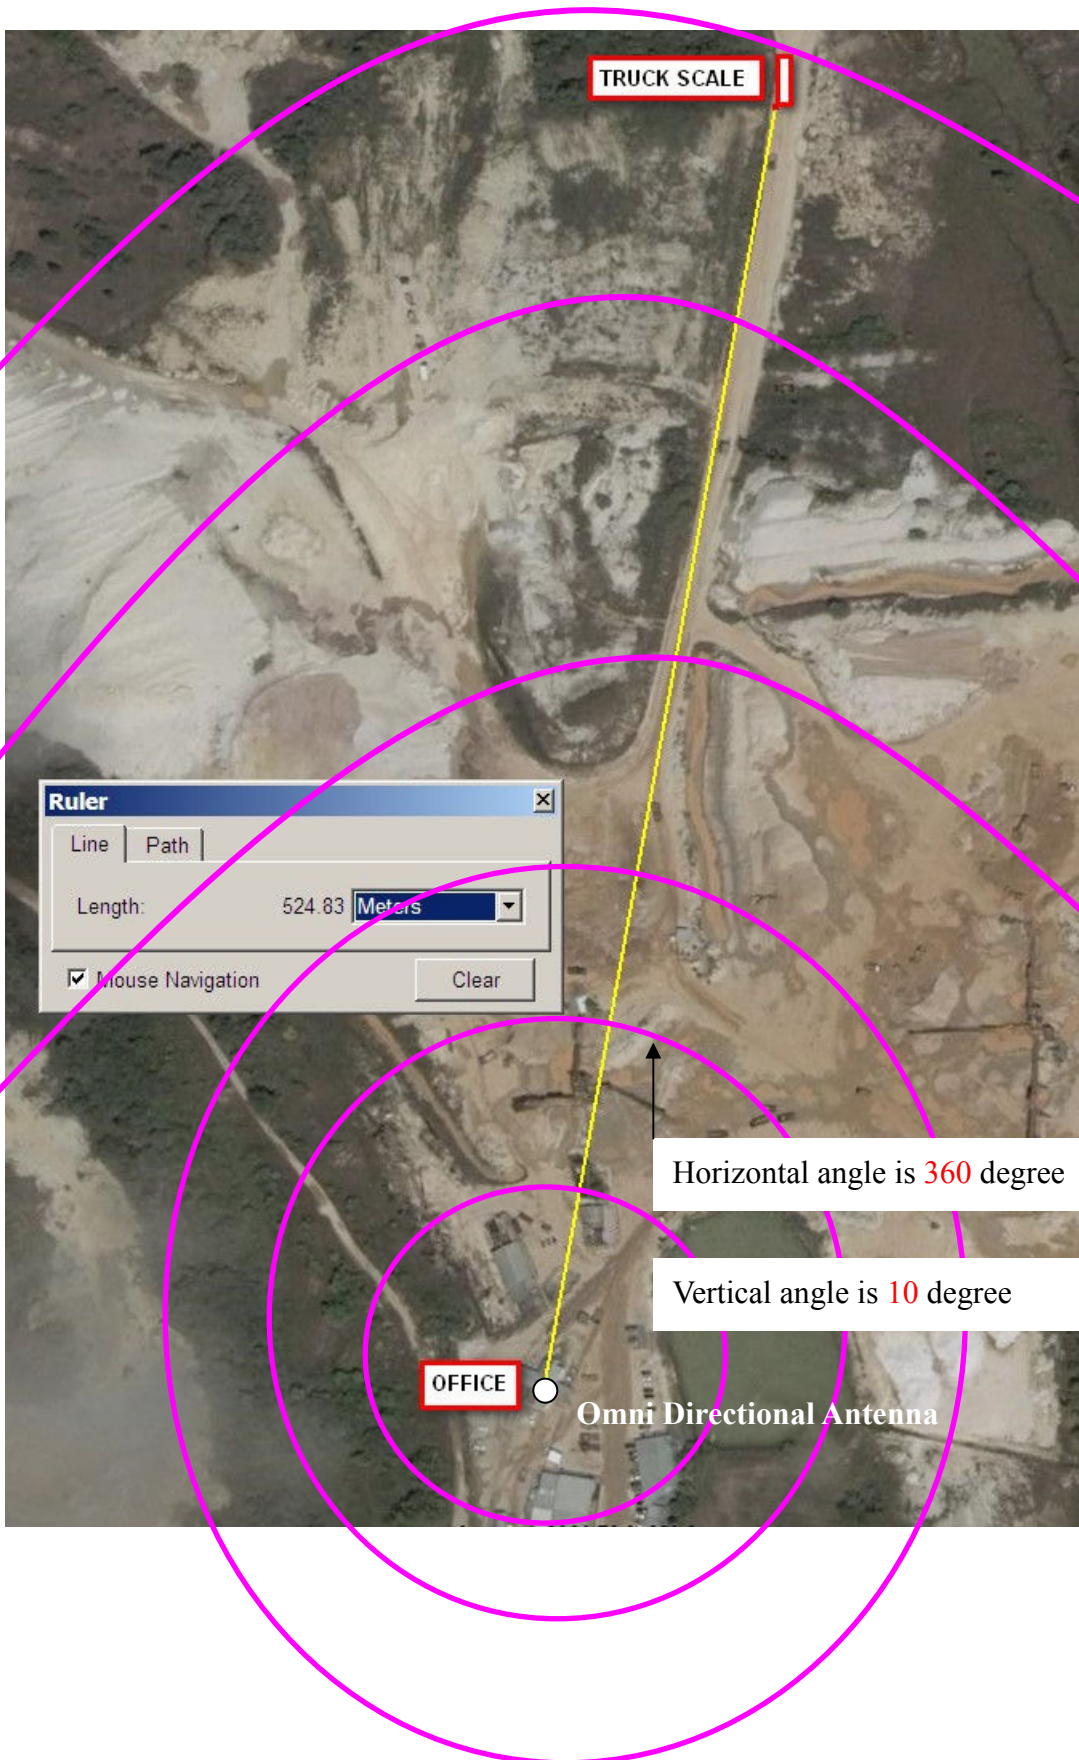 TRUCK SCALE
Ruler
Line Path
Length: 524.83 Meters
Mouse Navigation Clear
Horizontal angle is 360 degree
Vertical angle is 10 degree
OFFICE
Omni Directional Antenna